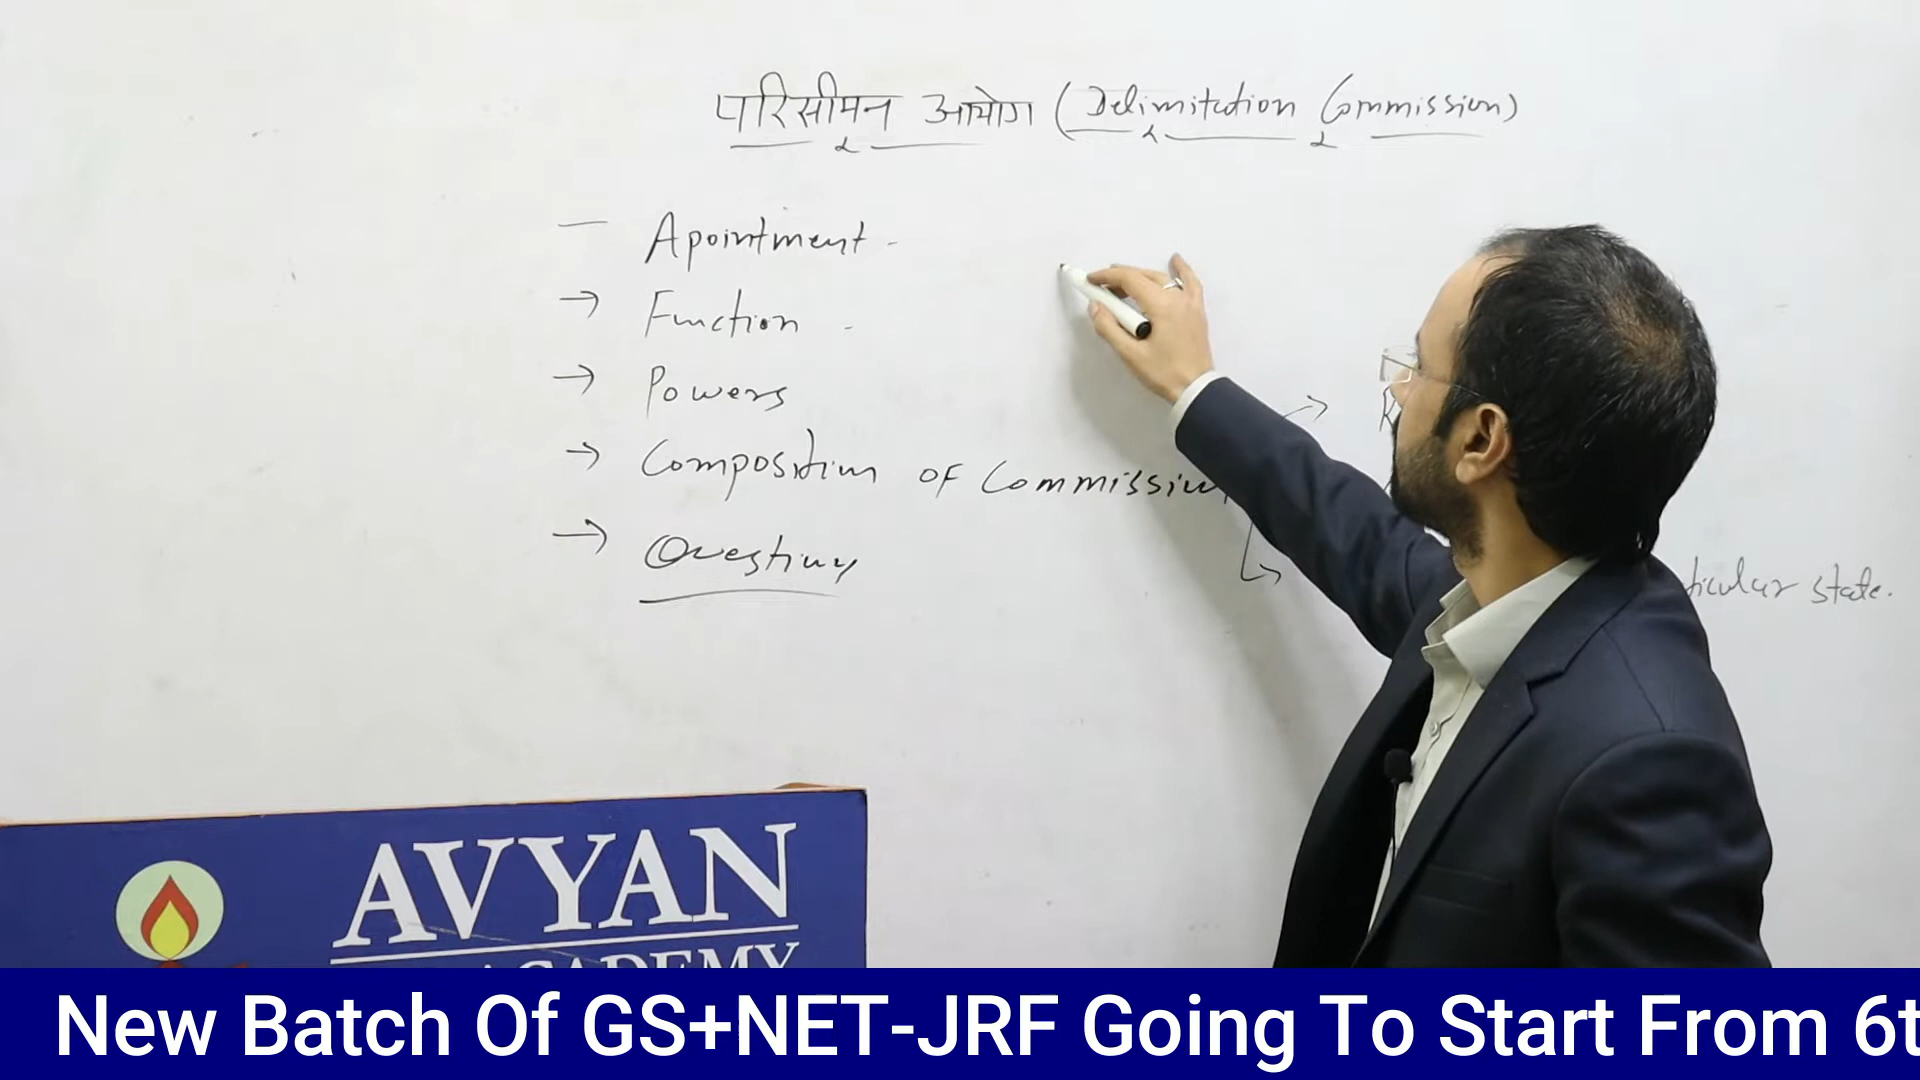 परिसीमन आयोग (Delimitation Commission)
— Apointment -
→ Function -
→ Powers
→ Composition of Commission
→ Questiuy
state.
AVYAN
ACADEMY
New Batch Of GS+NET-JRF Going To Start From 6t